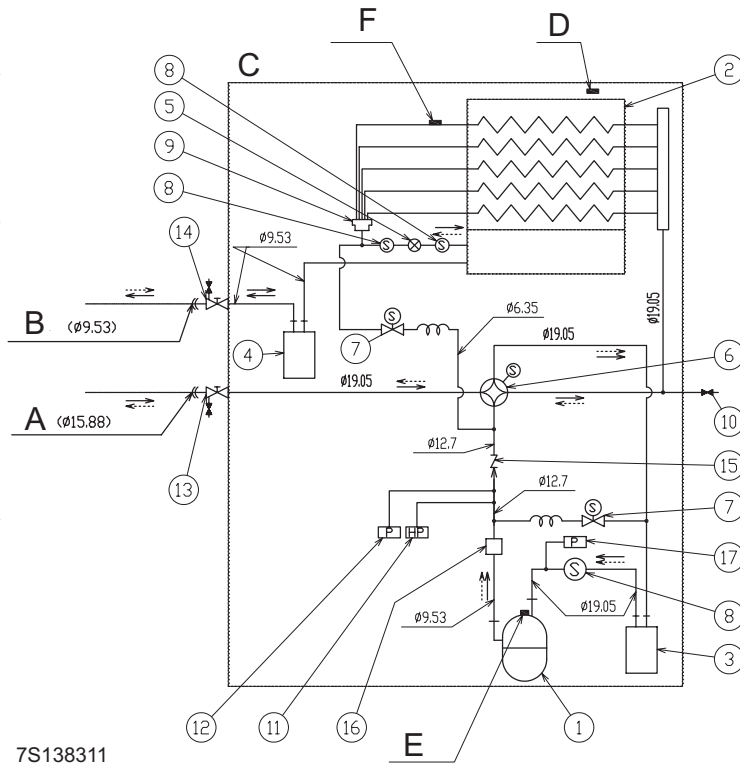 F
D
C
8
2
5
9
8
14
Ø9.53
S
S
Ø19.05
B (Ø9.53)
4
S
7
Ø6.35
Ø19.05
S
6
Ø19.05
A (Ø15.88)
10
13
Ø12.7
15
Ø12.7
S
7
P
HP
P
17
S
Ø9.53
Ø19.05
8
3
12
11
16
1
E
7S138311